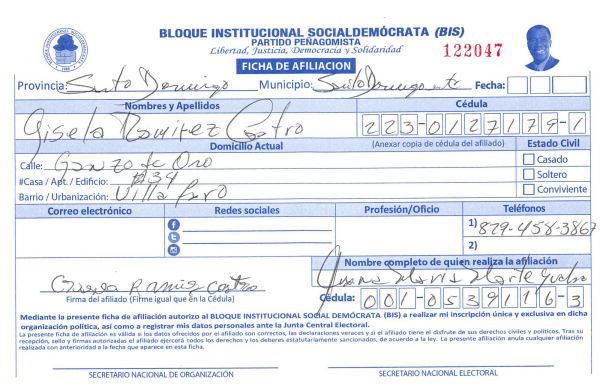 BLOQUE INSTITUCIONAL SOCIALDEMÓCRATA (BIS)
PARTIDO PEÑAGOMISTA
Libertad, Justicia, Democracia y Solidaridad
122047
FICHA DE AFILIACION
Provincia: Santo Domingo Municipio: Santo Domingo Fecha:
Nombres y Apellidos Cédula
Gisela Ramirez Castro 223-0127179-1
Domicilio Actual (Anexar copia de cédula del afiliado) Estado Civil
Calle: de Oro Casado
#Casa / Apt. / Edificio: #34 Soltero
Barrio / Urbanización: Villa Conviviente
Correo electrónico Redes sociales Profesión/Oficio Teléfonos
1) 829-458-3867
2)
Nombre completo de quien realiza la afiliación
Ramirez Castro Maria
Firma del afiliado (Firme igual que en la Cédula) Cédula: 001-0539116-3
Mediante la presente ficha de afiliación autorizo al BLOQUE INSTITUCIONAL SOCIAL DEMÓCRATA (BIS) a realizar mi inscripción única y exclusiva en dicha
organización política, así como a registrar mis datos personales ante la Junta Central Electoral.
La presente ficha de afiliación es válida si los datos ofrecidos por el afiliado son correctos, las declaraciones veraces y si el afiliado tiene el disfrute de sus derechos civiles y políticos. Tras su
recepción, sello y firmas autorizadas el afiliado ejercerá todos los derechos y los deberes estatutariamente sancionados, de acuerdo a la ley. La presente afiliación anula cualquier afiliación
realizada con anterioridad a la fecha que aparece en esta ficha.
SECRETARIO NACIONAL DE ORGANIZACIÓN SECRETARIO NACIONAL ELECTORAL